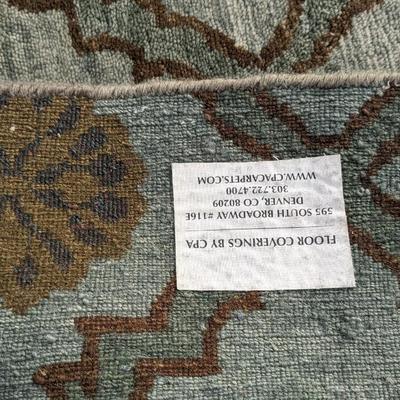 FLOOR COVERINGS BY CPA
595 SOUTH BROADWAY #116E
DENVER, CO 80209
303.722.4700
WWW.CPACARPETS.COM